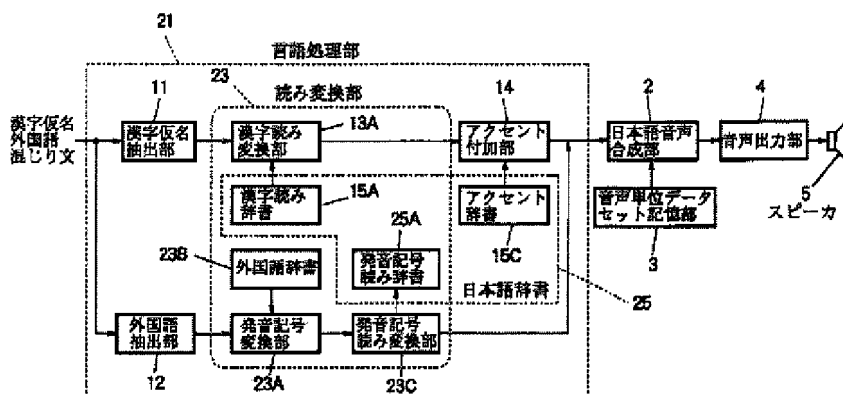 21
言語処理部
23
読み変換部
11
13A
14
2
4
漢字仮名
外国語
混じり文
漢字仮名
抽出部
漢字読み
変換部
アクセント
付加部
日本語音声
合成部
音声出力部
5
スピーカ
漢字読み
辞書
15A
アクセント
辞書
15C
音声単位データ
セット記憶部
3
23B
25A
外国語辞書
発音記号
読み辞書
日本語辞書
25
外国語
抽出部
12
発音記号
変換部
23A
発音記号
読み変換部
23C